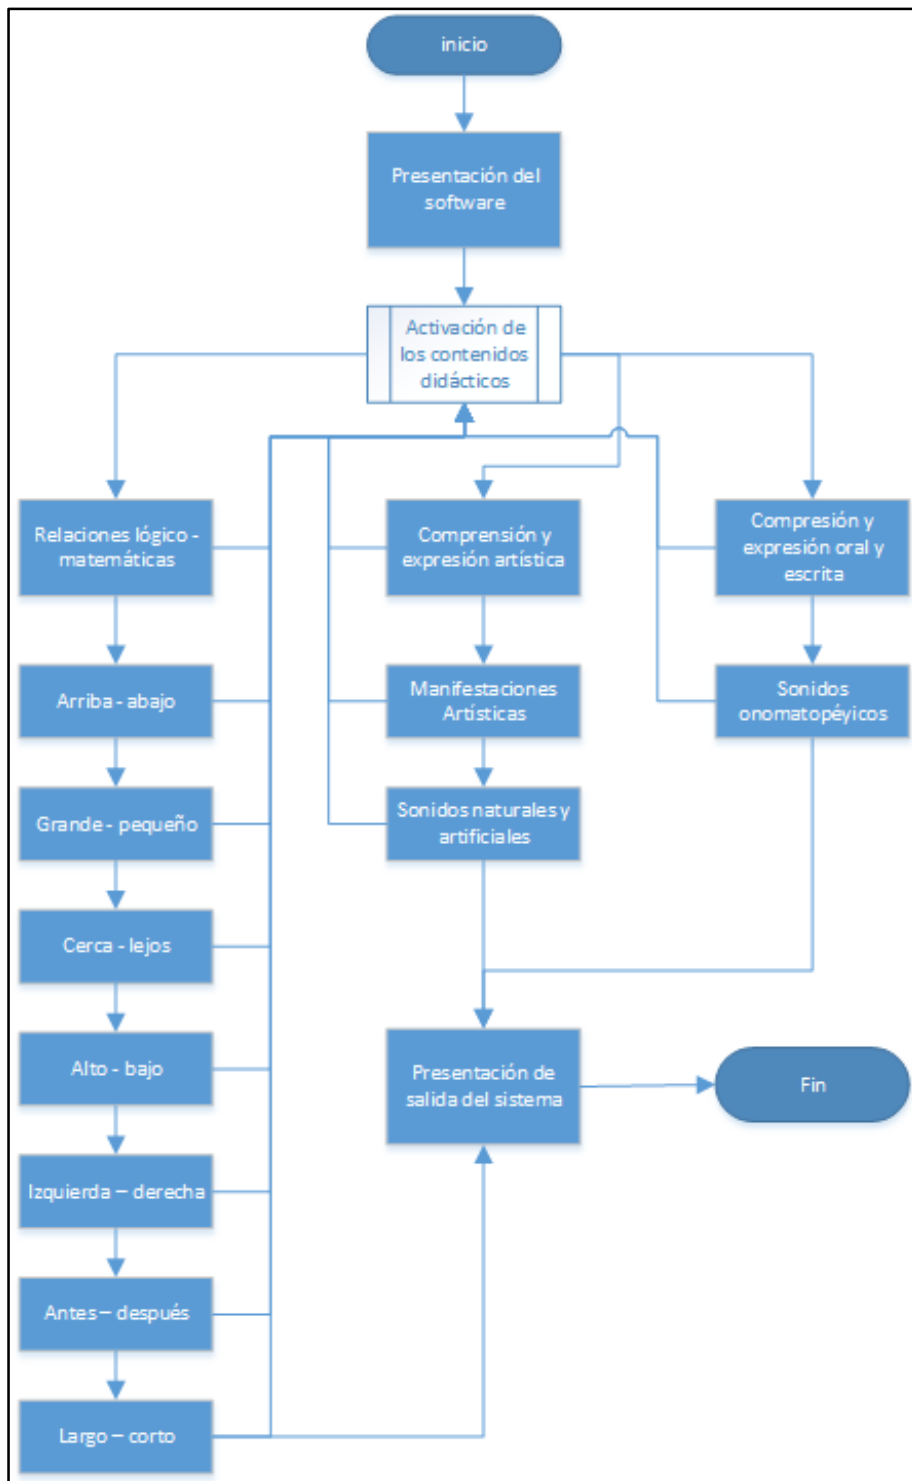 inicio
Presentación del
software
Activación de
los contenidos
didácticos
Relaciones lógico -
matemáticas
Comprensión y
expresión artística
Compresión y
expresión oral y
escrita
Arriba - abajo
Manifestaciones
Artísticas
Sonidos
onomatopéyicos
Grande - pequeño
Sonidos naturales y
artificiales
Cerca - lejos
Alto - bajo
Presentación de
salida del sistema
Fin
Izquierda – derecha
Antes – después
Largo – corto